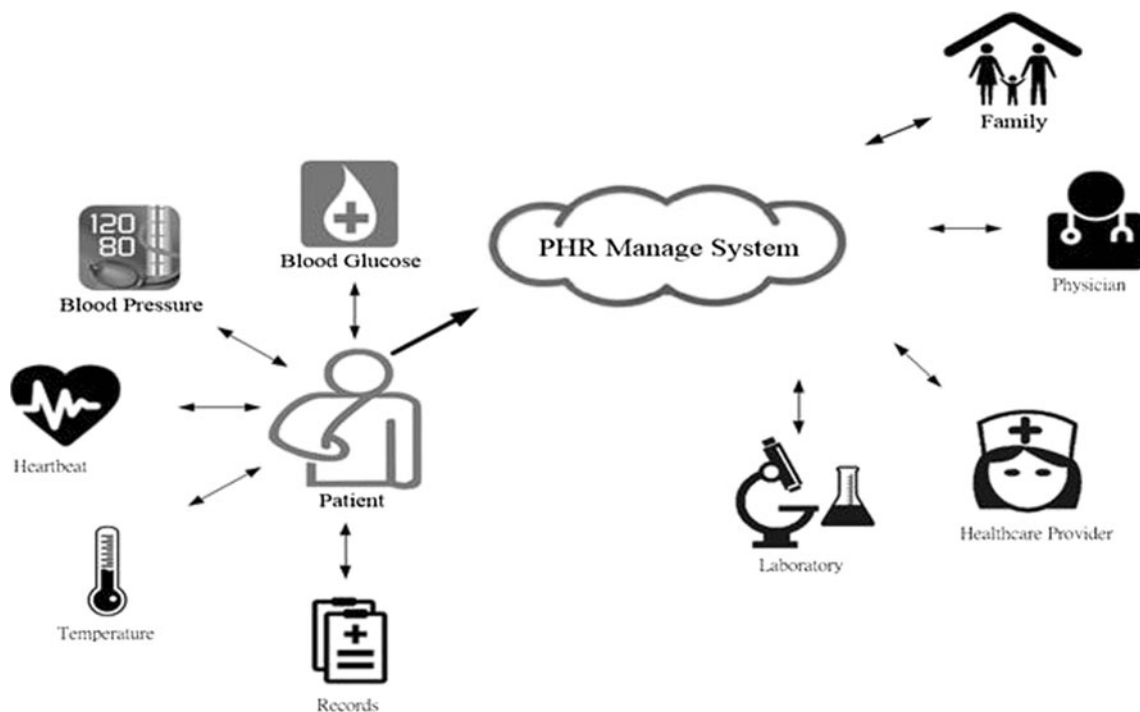 Family
Blood Glucose
120
80
Blood Pressure
PHR Manage System
Physician
Heartbeat
Patient
Healthcare Provider
Laboratory
Temperature
Records